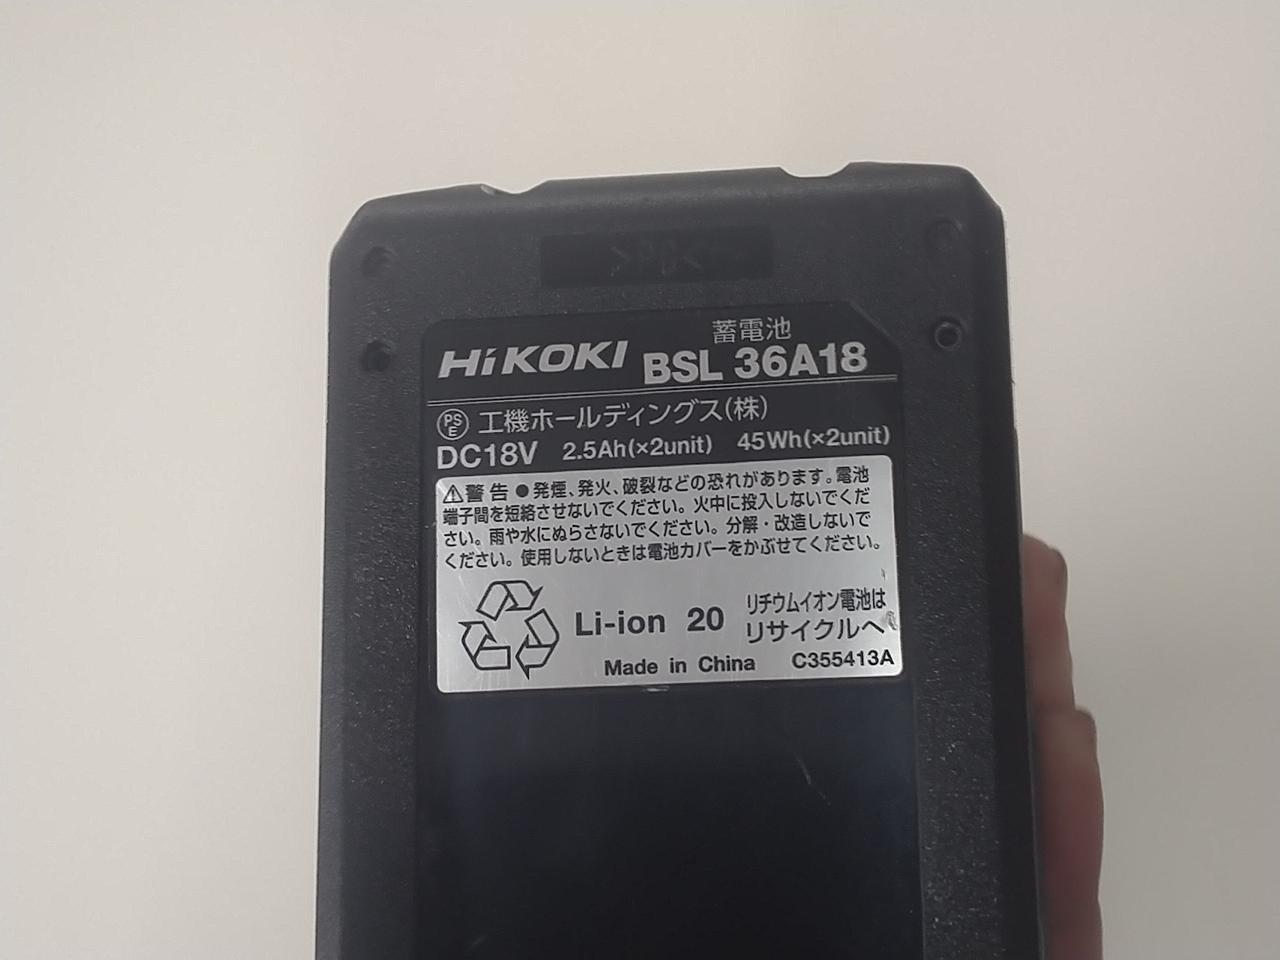 >PC<
蓄電池
HiKOKI BSL 36A18
PSE 工機ホールディングス(株)
DC18V 2.5Ah(×2unit) 45Wh(×2unit)
⚠警告 ●発煙、発火、破裂などの恐れがあります。電池
端子間を短絡させないでください。火中に投入しないでくだ
さい。雨や水にぬらさないでください。分解・改造しないで
ください。使用しないときは電池カバーをかぶせてください。
Li-ion 20
リチウムイオン電池は
リサイクルへ
Made in China C355413A